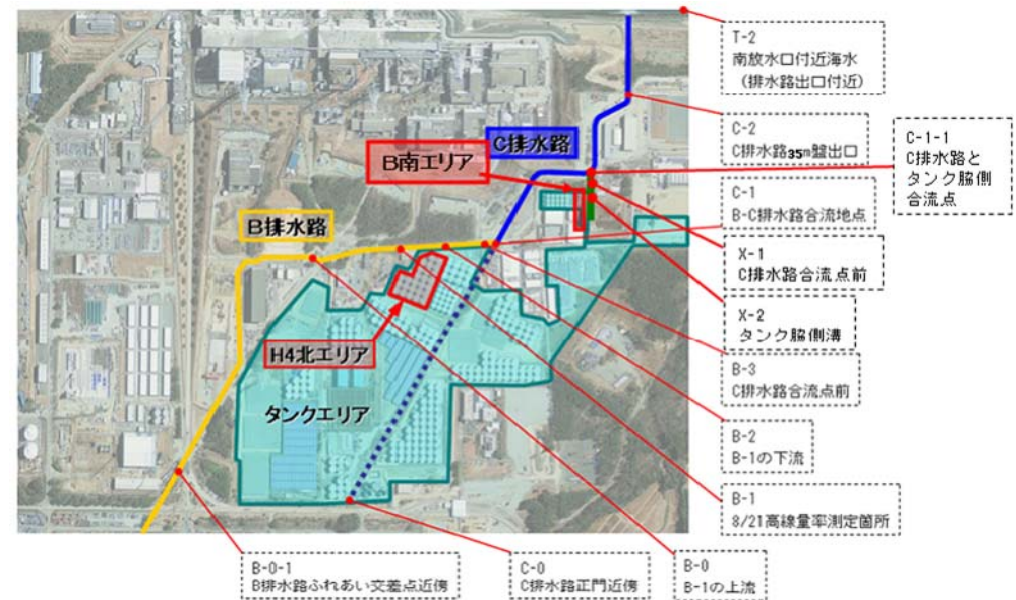 T-2
南放水口付近海水
（排水路出口付近）
C-2
C排水路35m盤出口
C-1-1
C排水路と
タンク脇側
合流点
C排水路
B南エリア
C-1
B-C排水路合流地点
B排水路
X-1
C排水路合流点前
X-2
タンク脇側溝
H4北エリア
B-3
C排水路合流点前
タンクエリア
B-2
B-1の下流
B-1
8/21高線量率測定箇所
B-0-1
B排水路ふれあい交差点近傍
C-0
C排水路正門近傍
B-0
B-1の上流